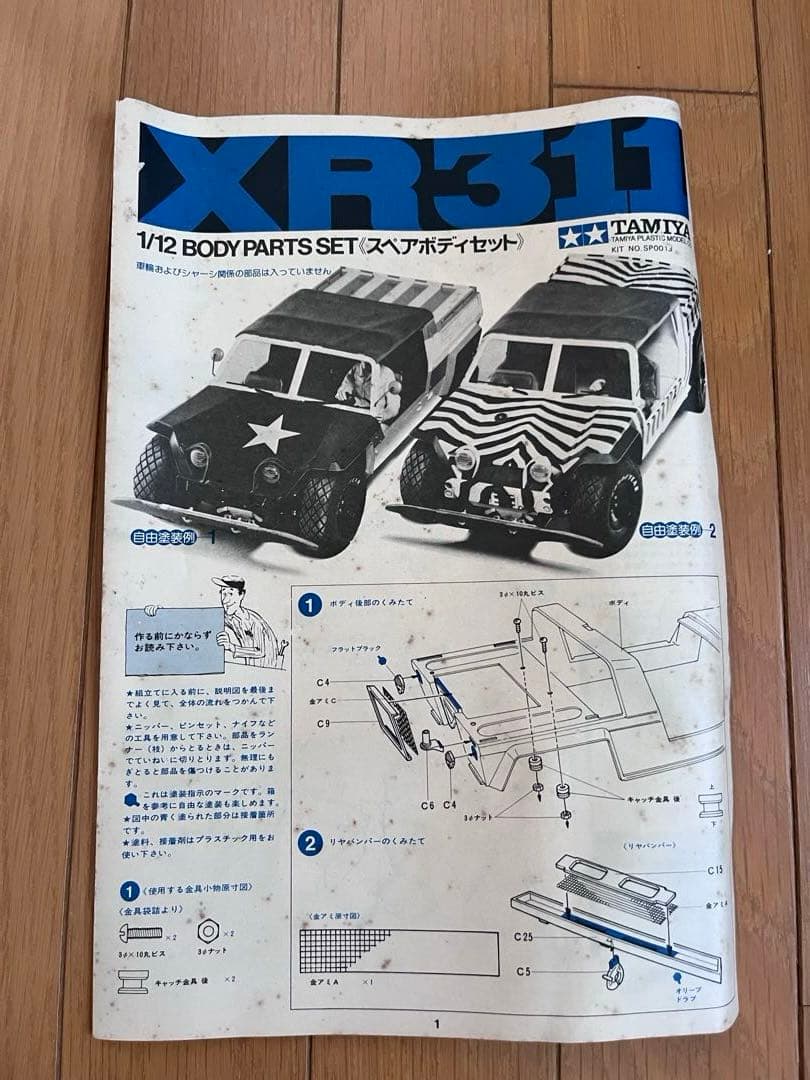 XR311
1/12 BODY PARTS SET《スペアボディセット》
TAMIYA
TAMIYA PLASTIC MODEL
KIT NO. SP001
車輪およびシャーシ関係の部品は入っていません
自由塗装例 1
自由塗装例 2
作る前にかならず
お読み下さい。
★組立てに入る前に、説明図を最後ま
でよく見て、全体の流れをつかんで下
さい。
★ニッパー、ピンセット、ナイフなど
の工具を用意して下さい。部品をラン
ナー（枝）からとるときは、ニッパー
でていねいに切りとります。無理にも
ぎとると部品を傷つけることがありま
す。
これは塗装指示のマークです。箱
を参考に自由な塗装も楽しめます。
★図中の青く塗られた部分は接着箇所
です。
★塗料、接着剤はプラスチック用をお
使い下さい。
1 《使用する金具小物原寸図》
〈金具袋詰より〉
×2
×2
3φ×10丸ビス
3φナット
キャッチ金具 後 ×2
1 ボディ後部のくみたて
3φ×10丸ビス
ボディ
フラットブラック
C4
金アミC
C9
C6
C4
3φナット
キャッチ金具 後
上
下
2 リヤバンパーのくみたて
〈リヤバンパー〉
C15
金アミA
〈金アミ原寸図〉
C25
C5
金アミA ×1
オリーブ
ドラブ
1